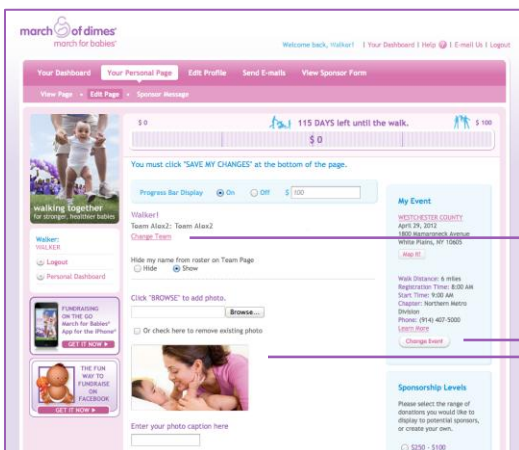 march of dimes®
march for babies®
Welcome back, Walker! | Your Dashboard | Help | E-mail Us | Logout
Your Dashboard Your Personal Page Edit Profile Send E-mails View Sponsor Form
View Page • Edit Page • Sponsor Message
$ 0 115 DAYS left until the walk. $ 100
$ 0
You must click "SAVE MY CHANGES" at the bottom of the page.
Progress Bar Display On Off $ 100
Walker!
Team Alax2: Team Alax2
Change Team
Hide my name from roster on Team Page
Hide Show
Click "BROWSE" to add photo.
Browse...
Or check here to remove existing photo
Enter your photo caption here
walking together
for stronger, healthier babies
Walker:
WALKER
Logout
Personal Dashboard
FUNDRAISING
ON THE GO
March for Babies®
App for the iPhone®
GET IT NOW
THE FUN
WAY TO
FUNDRAISE
ON
FACEBOOK
GET IT NOW
My Event
WESTCHESTER COUNTY
April 29, 2012
1800 Mamaroneck Avenue
White Plains, NY 10605
Map It!
Walk Distance: 6 miles
Registration Time: 8:00 AM
Start Time: 9:00 AM
Chapter: Northern Metro
Division
Phone: (914) 407-5000
Learn More
Change Event
Sponsorship Levels
Please select the range of
donations you would like to
display to potential sponsors,
or create your own.
$250 - $100